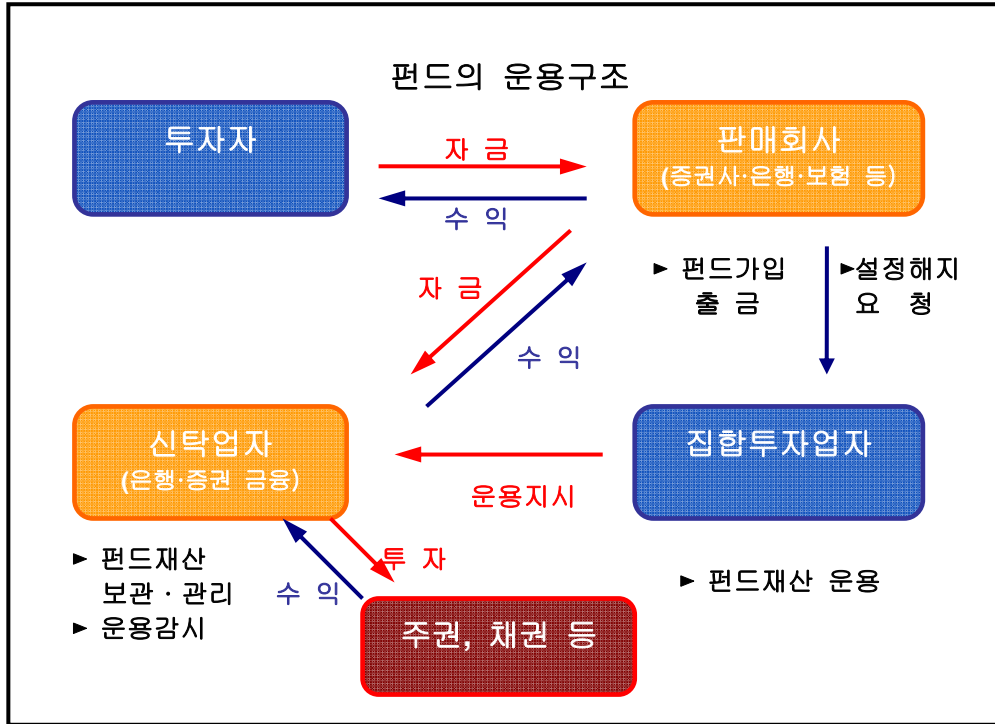 펀드의 운용구조
투자자
자 금
수 익
판매회사
(증권사·은행·보험 등)
► 펀드가입
출 금
►설정해지
요 청
자 금
수 익
신탁업자
(은행·증권 금융)
운용지시
집합투자업자
► 펀드재산
보관 · 관리
► 운용감시
수 익
투 자
► 펀드재산 운용
주권, 채권 등